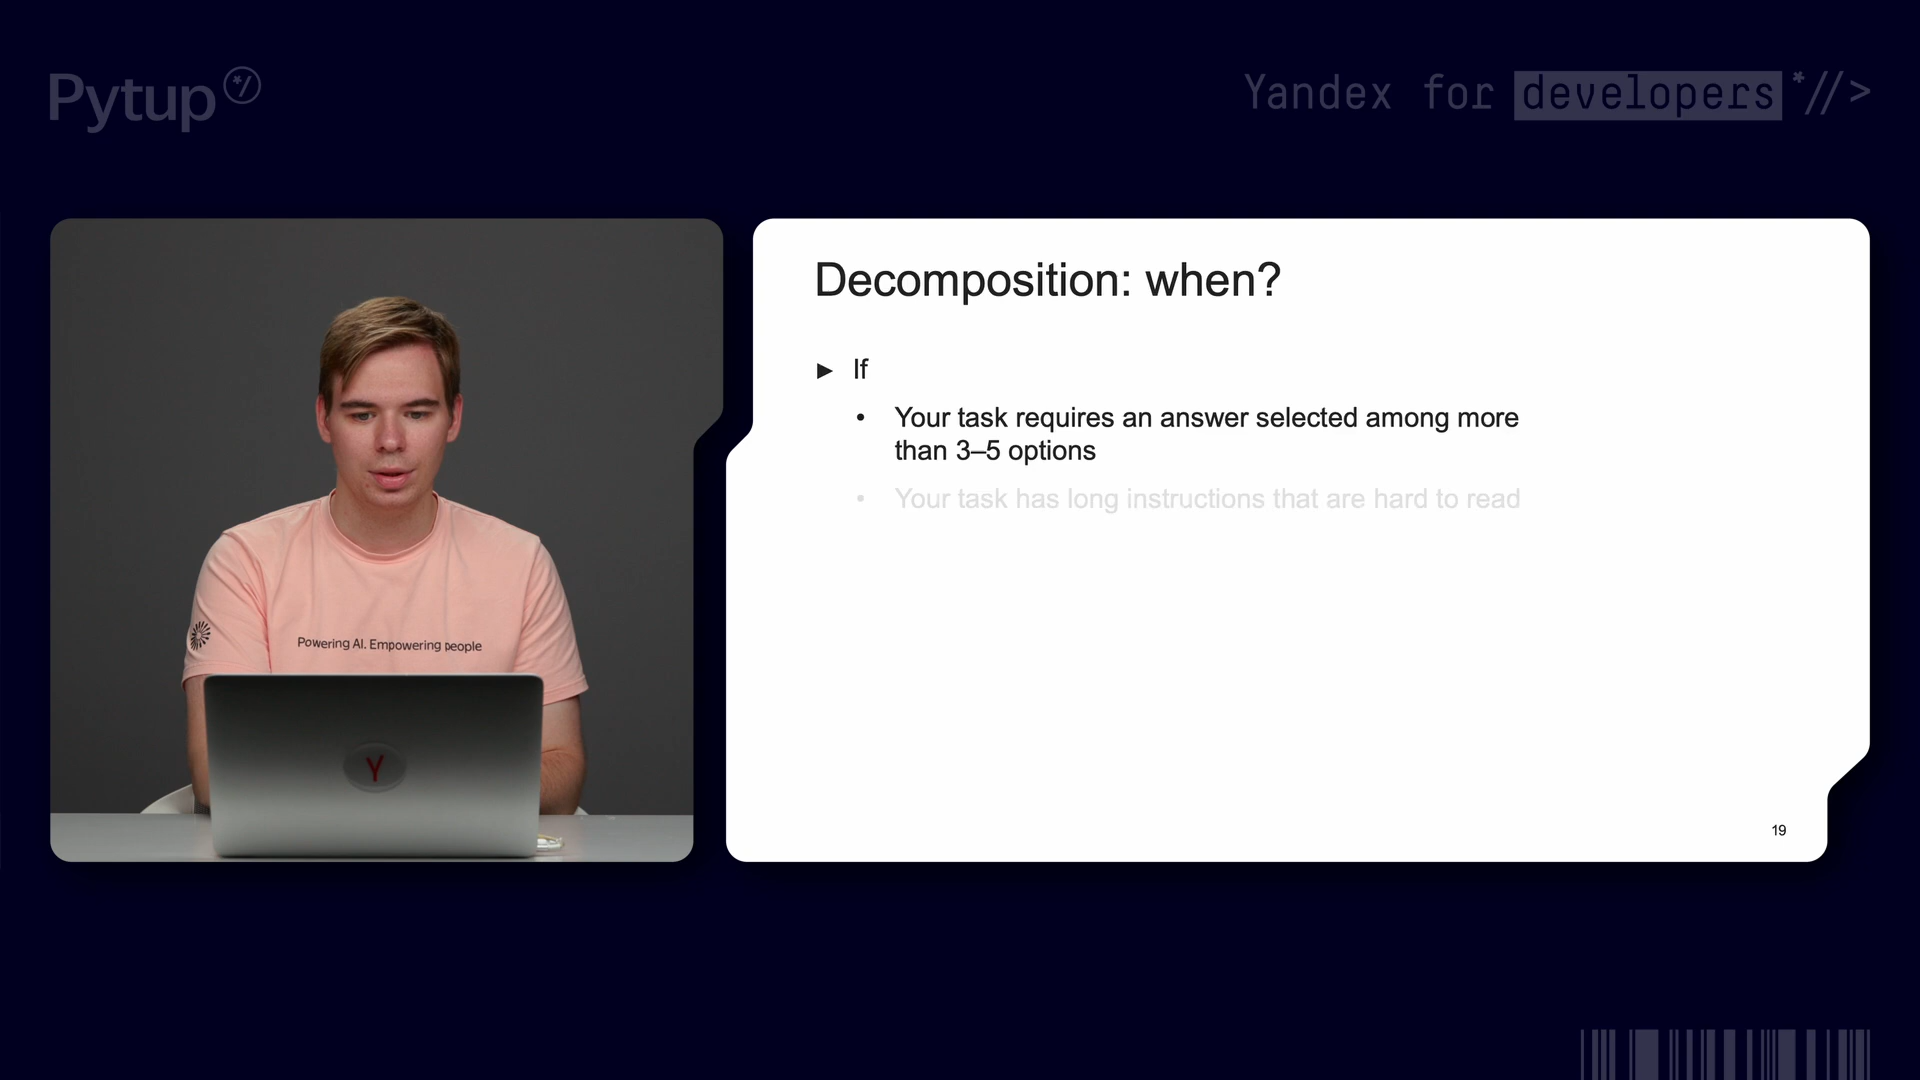 Pytup */
Yandex for developers *//>
Decomposition: when?
► If
• Your task requires an answer selected among more
than 3–5 options
• Your task has long instructions that are hard to read
19
Powering AI. Empowering people
Y